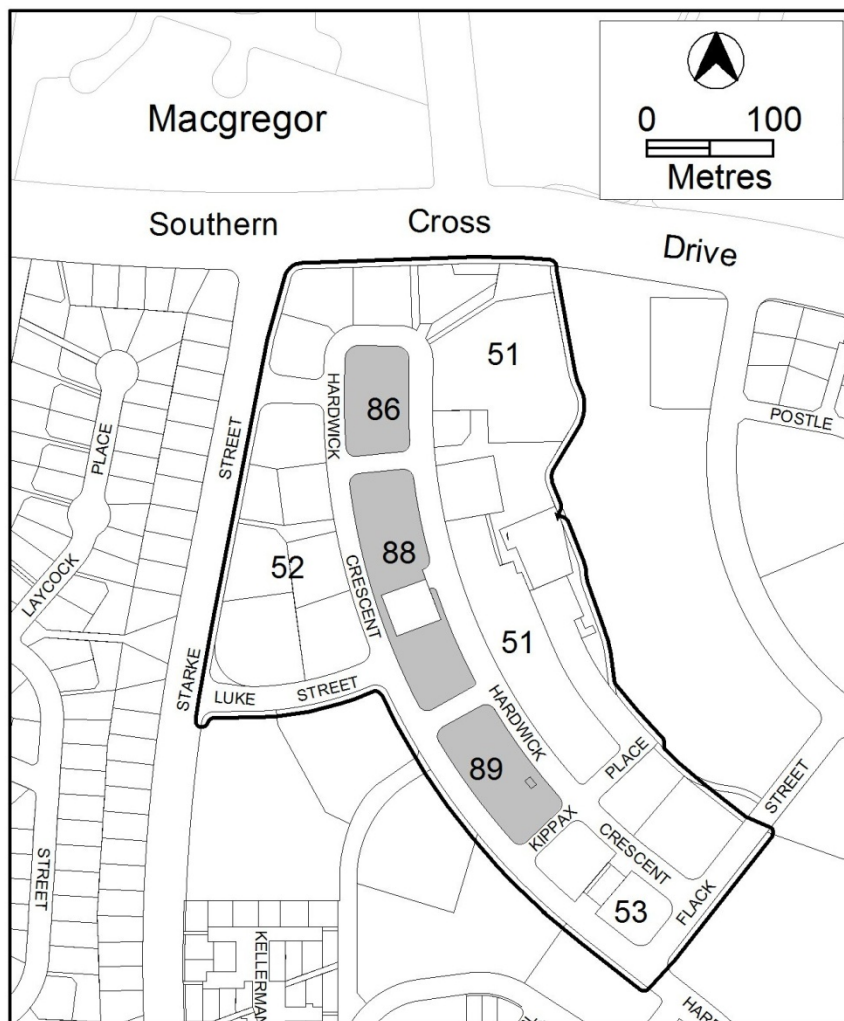 Macgregor
0 100
Metres
Southern Cross Drive
51
HARDWICK
86
POSTLE
PLACE
STREET
88
52
CRESCENT
LAYCOCK
51
STARKE
LUKE STREET
HARDWICK
89
PLACE
STREET
KIPPAX
CRESCENT
STREET
53
FLACK
KELLERMAN